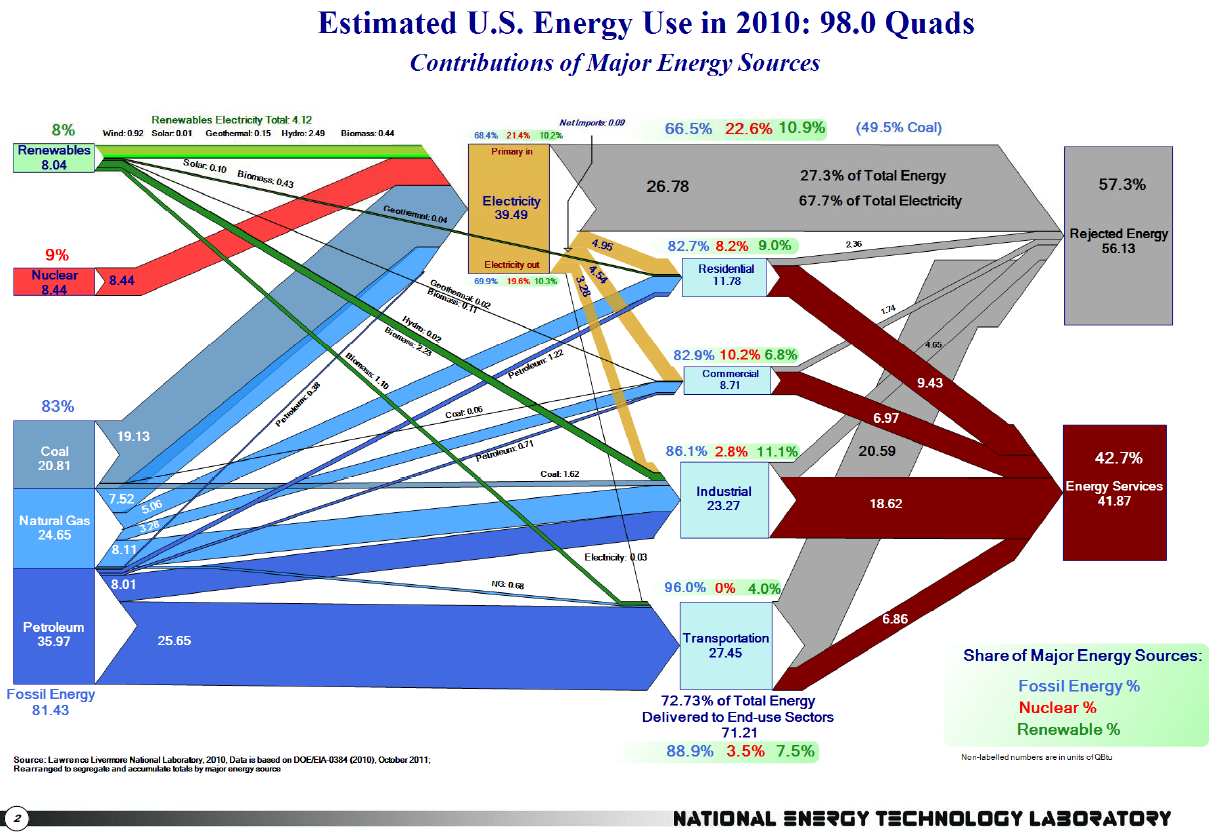 Estimated U.S. Energy Use in 2010: 98.0 Quads
Contributions of Major Energy Sources
8%
Renewables Electricity Total: 4.12
Wind: 0.92 Solar: 0.01 Geothermal: 0.15 Hydro: 2.49 Biomass: 0.44
Renewables
8.04
Solar: 0.10 Biomass: 0.43
Geothermal: 0.04
9%
Nuclear
8.44
8.44
68.4% 21.4% 10.2%
Primary in
Electricity
39.49
Electricity out
69.9% 19.6% 10.3%
Net Imports: 0.09
66.5% 22.6% 10.9% (49.5% Coal)
26.78
27.3% of Total Energy
67.7% of Total Electricity
57.3%
Rejected Energy
56.13
4.95
4.54
3.28
82.7% 8.2% 9.0%
2.36
Residential
11.78
Geothermal: 0.02
Biomass: 0.11
Hydro: 0.02
Biomass: 2.23
Biomass: 1.10
Petroleum: 0.38
Petroleum: 1.22
1.74
4.65
82.9% 10.2% 6.8%
Commercial
8.71
9.43
6.97
83%
Coal
20.81
19.13
Coal: 0.06
Petroleum: 0.71
Coal: 1.62
7.52
5.06
3.28
8.11
Natural Gas
24.65
86.1% 2.8% 11.1%
Industrial
23.27
20.59
18.62
42.7%
Energy Services
41.87
Electricity: 0.03
NG: 0.68
8.01
Petroleum
35.97
25.65
96.0% 0% 4.0%
Transportation
27.45
6.86
Fossil Energy
81.43
72.73% of Total Energy
Delivered to End-use Sectors
71.21
88.9% 3.5% 7.5%
Share of Major Energy Sources:
Fossil Energy %
Nuclear %
Renewable %
Non-labelled numbers are in units of QBtu
Source: Lawrence Livermore National Laboratory, 2010, Data is based on DOE/EIA-0384 (2010), October 2011;
Rearranged to segregate and accumulate totals by major energy source
2
NATIONAL ENERGY TECHNOLOGY LABORATORY